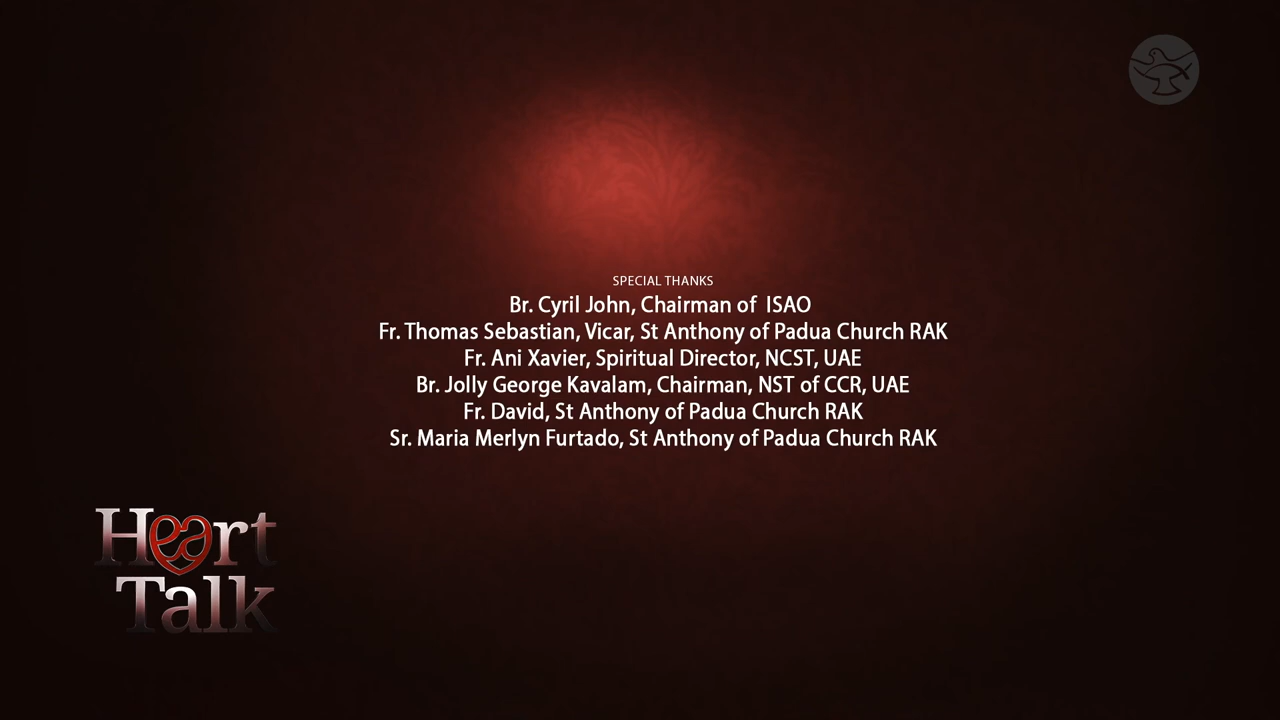 SPECIAL THANKS
Br. Cyril John, Chairman of ISAO
Fr. Thomas Sebastian, Vicar, St Anthony of Padua Church RAK
Fr. Ani Xavier, Spiritual Director, NCST, UAE
Br. Jolly George Kavalam, Chairman, NST of CCR, UAE
Fr. David, St Anthony of Padua Church RAK
Sr. Maria Merlyn Furtado, St Anthony of Padua Church RAK
Heart
Talk